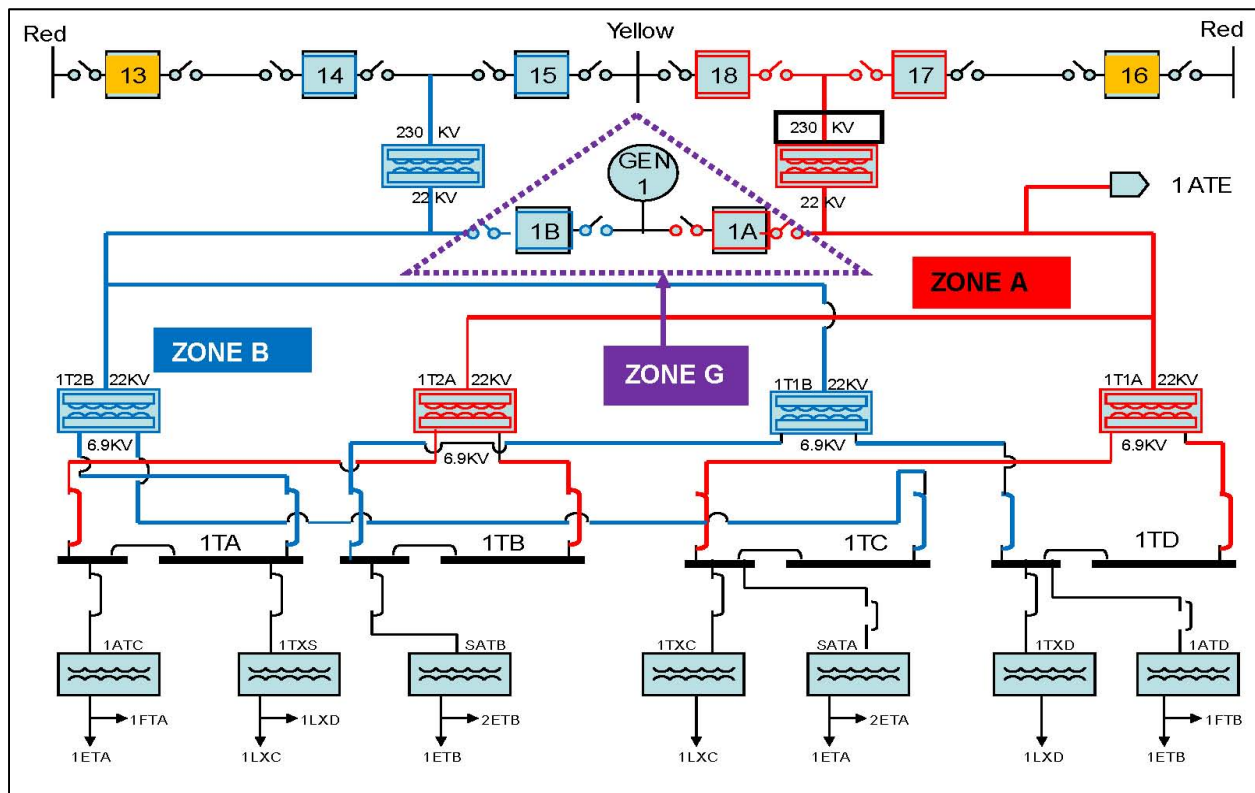 Red
Yellow
Red
13
14
15
18
17
16
230 KV
230 KV
GEN
1
22 KV
22 KV
1 ATE
1B
1A
ZONE A
ZONE B
ZONE G
1T2B 22KV
1T2A 22KV
1T1B 22KV
1T1A 22KV
6.9KV
6.9KV
6.9KV
6.9KV
1TA
1TB
1TC
1TD
1ATC
1TXS
SATB
1TXC
SATA
1TXD
1ATD
1FTA
1LXD
2ETB
2ETA
1FTB
1ETA
1LXC
1ETB
1LXC
1ETA
1LXD
1ETB